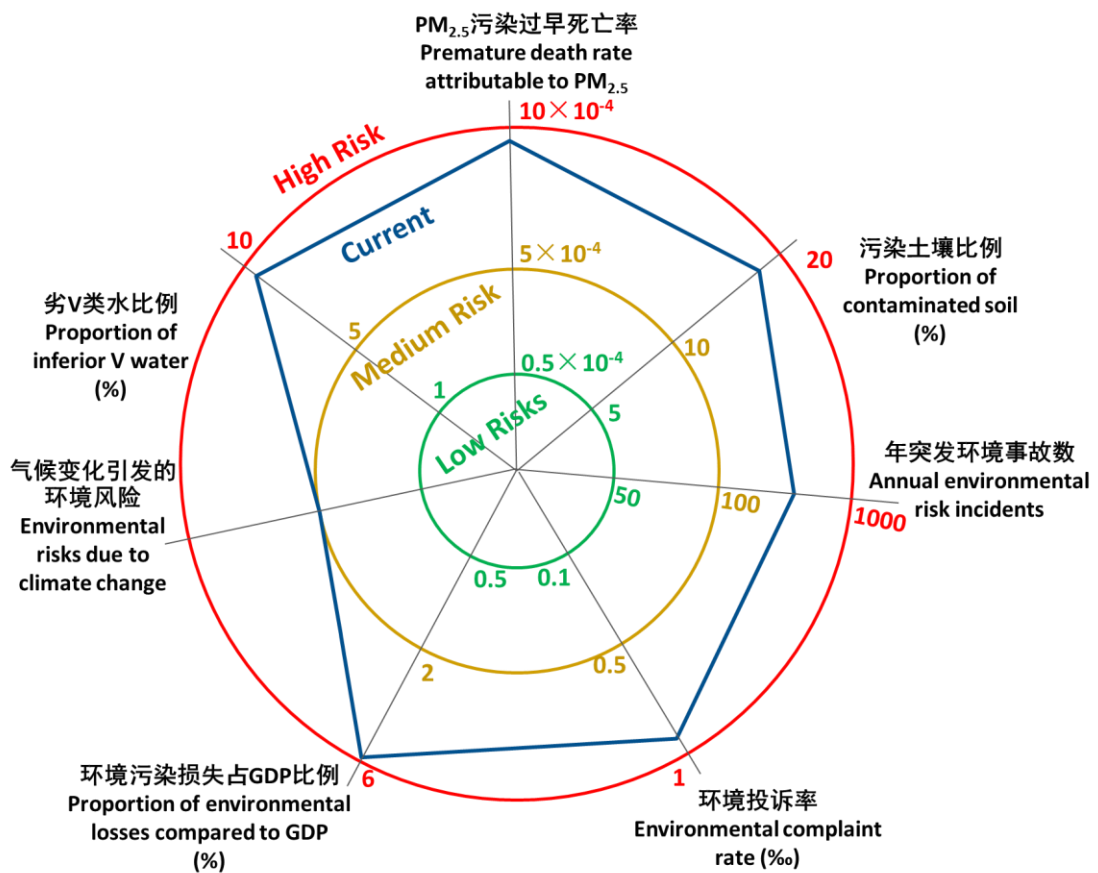 PM2.5污染过早死亡率
Premature death rate
attributable to PM2.5
10×10-4
High Risk
10
Current
20
污染土壤比例
Proportion of
contaminated soil
(%)
5×10-4
劣V类水比例
Proportion of
inferior V water
(%)
5
Medium Risk
10
0.5×10-4
1
Low Risks
5
气候变化引发的
环境风险
Environmental
risks due to
climate change
年突发环境事故数
Annual environmental
risk incidents
50
100
1000
0.5
0.1
2
0.5
环境污染损失占GDP比例
Proportion of environmental
losses compared to GDP
(%)
6
1
环境投诉率
Environmental complaint
rate (‰)